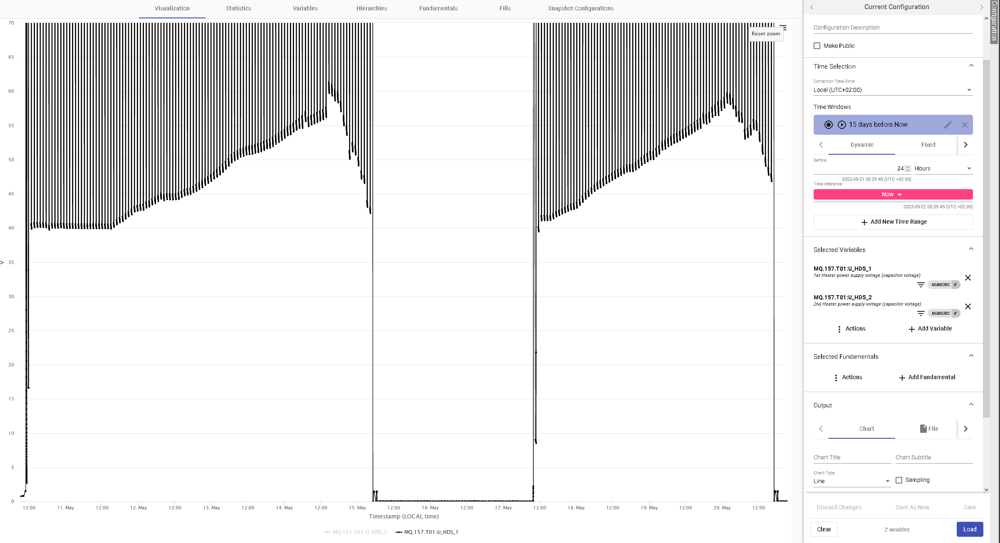 Visualization Statistics Variables Hierarchies Fundamentals Fills Snapshot Configurations
Reset zoom
70
65
60
55
50
45
40
35
30
25
20
15
10
5
0
12:00 11. May 12:00 12. May 12:00 13. May 12:00 14. May 12:00 15. May 12:00 16. May 12:00 17. May 12:00 18. May 12:00 19. May 12:00 20. May 12:00
Timestamp (LOCAL time)
MQ.157.T01:U_HDS_2 MQ.157.T01:U_HDS_1
Current Configuration
Configuration
Configuration Description
Make Public
Time Selection
Extraction Time Zone
Local (UTC+02:00)
Time Windows
15 days before Now
Dynamic Fixed
Before
24 Hours
2023-05-21 08:39:45 (UTC +02:00)
Time reference
Now
2023-05-22 08:39:45 (UTC +02:00)
+ Add New Time Range
Selected Variables
MQ.157.T01:U_HDS_1
1st Heater power supply voltage (capacitor voltage)
NUMERIC V
MQ.157.T01:U_HDS_2
2nd Heater power supply voltage (capacitor voltage)
NUMERIC V
Actions + Add Variable
Selected Fundamentals
Actions + Add Fundamental
Output
Chart File
Chart Title Chart Subtitle
Chart Type
Line Sampling
Discard Changes Save As New Save
Clear 2 variables Load